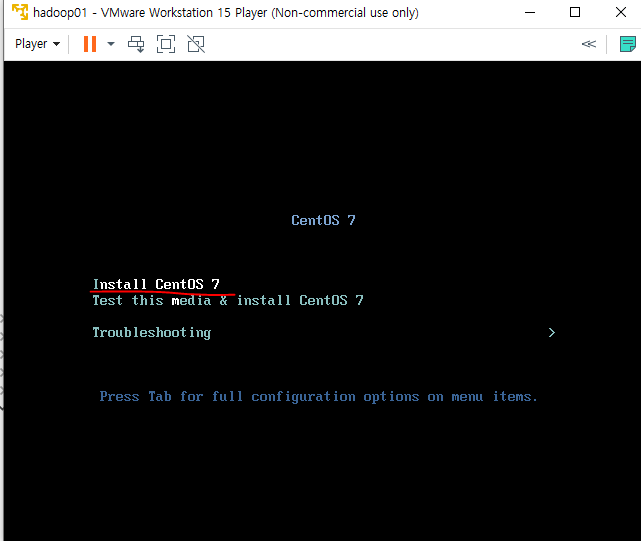 hadoop01 - VMware Workstation 15 Player (Non-commercial use only)
Player
CentOS 7
Install CentOS 7
Test this media & install CentOS 7
Troubleshooting >
Press Tab for full configuration options on menu items.